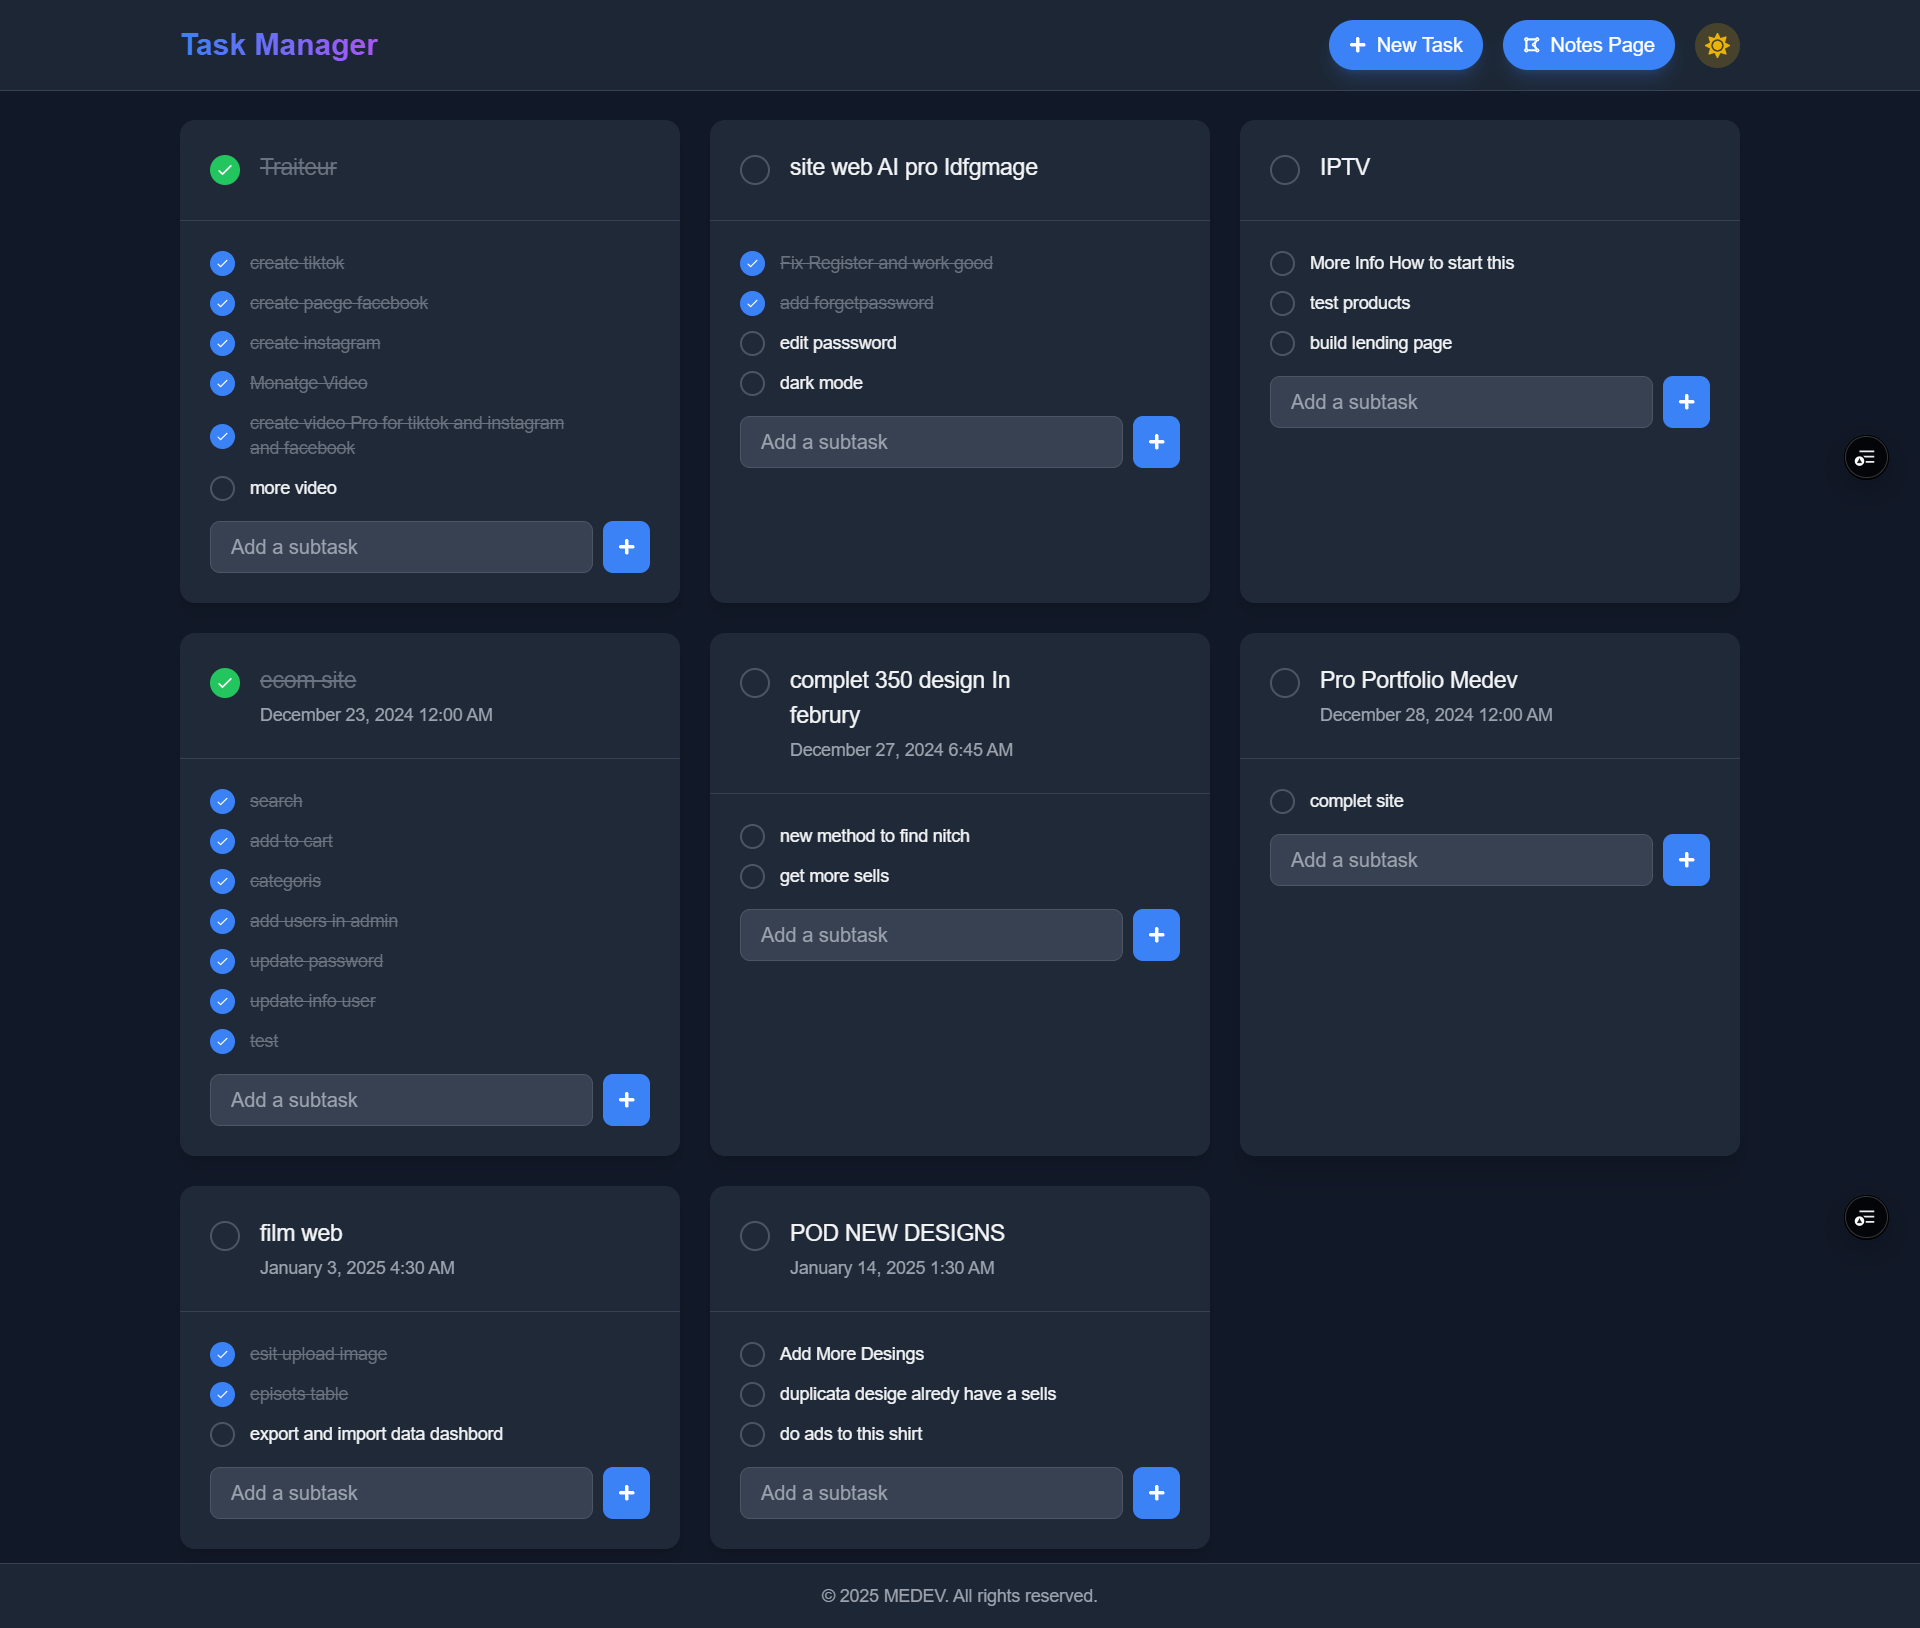 Task Manager
New Task
Notes Page
Traiteur
create tiktok
create paege facebook
create instagram
Monatge Video
create video Pro for tiktok and instagram
and facebook
more video
Add a subtask
site web AI pro Idfgmage
Fix Register and work good
add forgetpassword
edit passsword
dark mode
Add a subtask
IPTV
More Info How to start this
test products
build lending page
Add a subtask
ecom site
December 23, 2024 12:00 AM
search
add to cart
categoris
add users in admin
update password
update info user
test
Add a subtask
complet 350 design In
februry
December 27, 2024 6:45 AM
new method to find nitch
get more sells
Add a subtask
Pro Portfolio Medev
December 28, 2024 12:00 AM
complet site
Add a subtask
film web
January 3, 2025 4:30 AM
esit upload image
episots table
export and import data dashbord
Add a subtask
POD NEW DESIGNS
January 14, 2025 1:30 AM
Add More Desings
duplicata desige alredy have a sells
do ads to this shirt
Add a subtask
© 2025 MEDEV. All rights reserved.